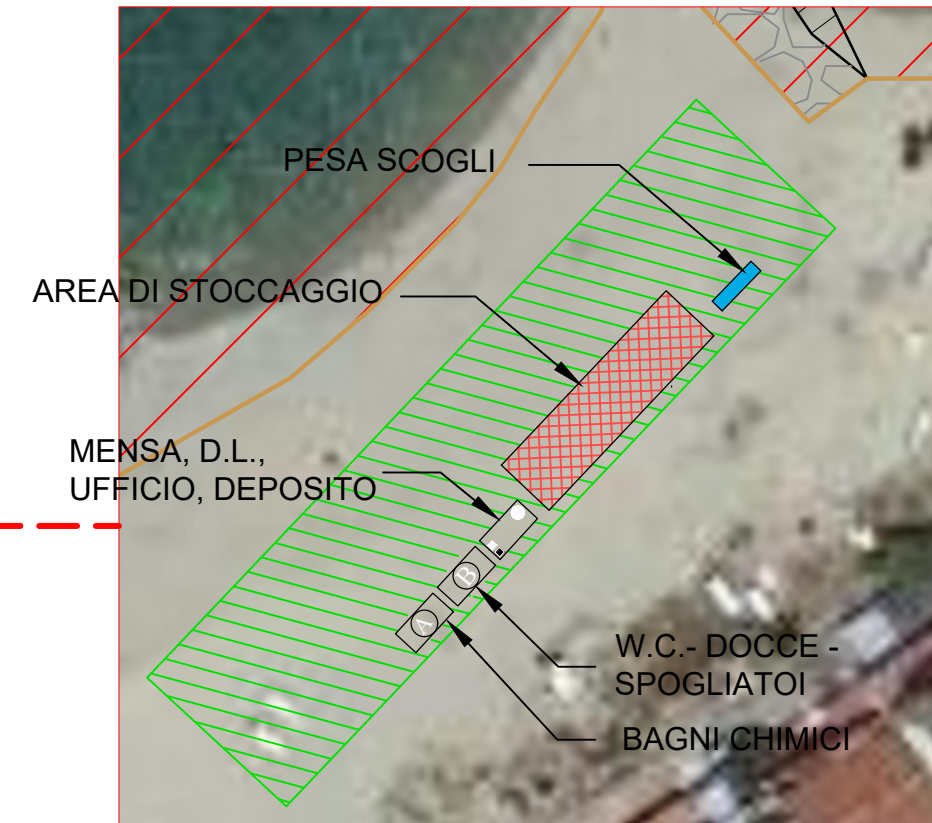 PESA SCOGLI
AREA DI STOCCAGGIO
MENSA, D.L.,
UFFICIO, DEPOSITO
B
A
W.C.- DOCCE -
SPOGLIATOI
BAGNI CHIMICI